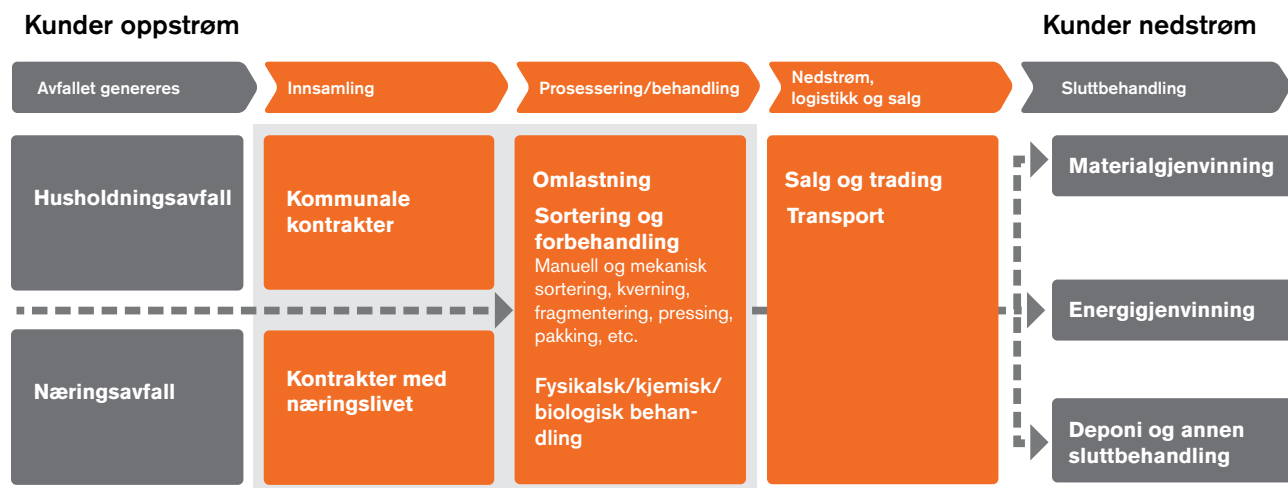 Kunder oppstrøm
Kunder nedstrøm
Avfallet genereres
Innsamling
Prosessering/behandling
Nedstrøm,
logistikk og salg
Sluttbehandling
Husholdningsavfall
Næringsavfall
Kommunale
kontrakter
Kontrakter med
næringslivet
Omlastning
Sortering og
forbehandling
Manuell og mekanisk
sortering, kverning,
fragmentering, pressing,
pakking, etc.
Fysikalsk/kjemisk/
biologisk behan-
dling
Salg og trading
Transport
Materialgjenvinning
Energigjenvinning
Deponi og annen
sluttbehandling